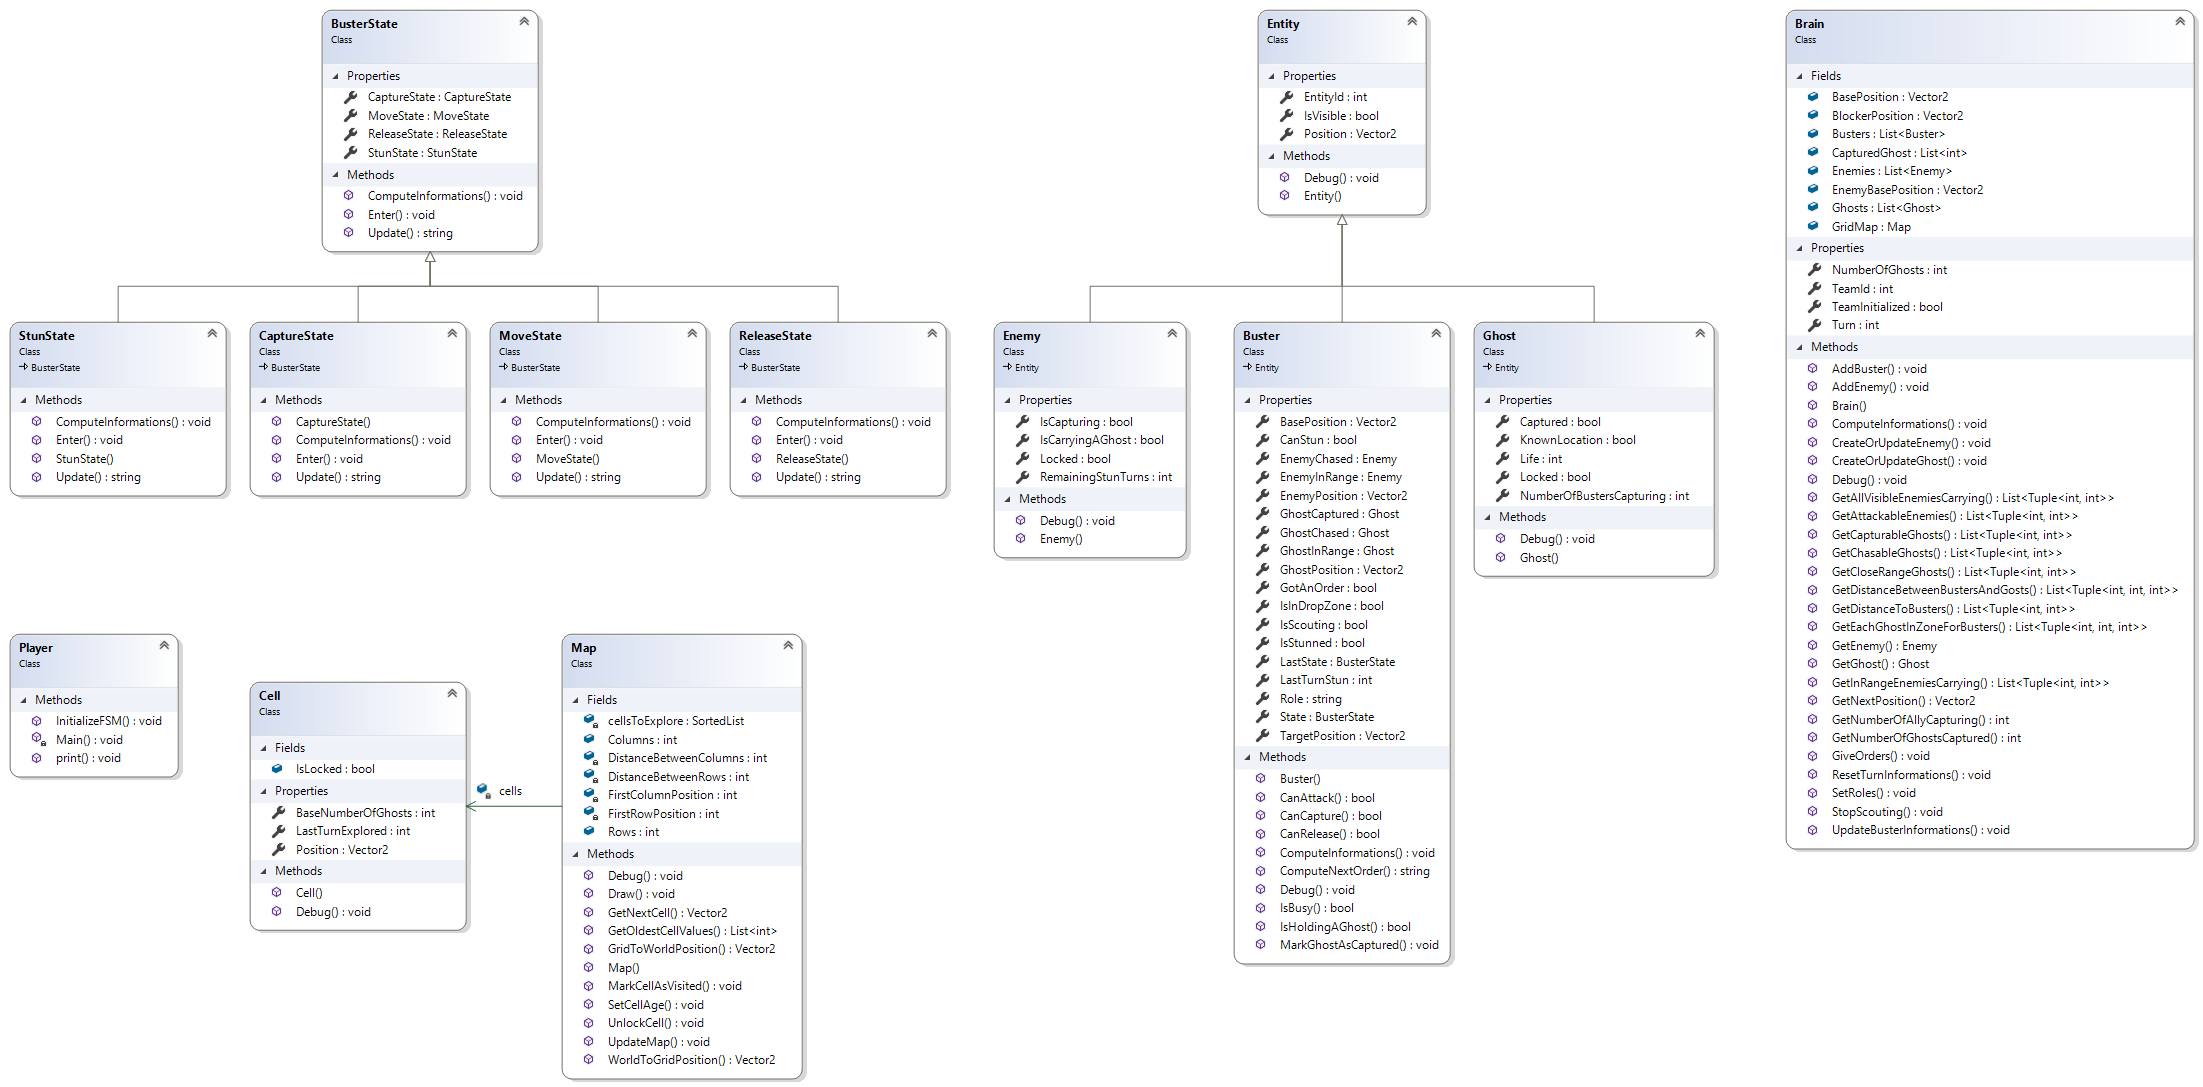 BusterState
Class
Properties
CaptureState : CaptureState
MoveState : MoveState
ReleaseState : ReleaseState
StunState : StunState
Methods
ComputeInformations() : void
Enter() : void
Update() : string
Entity
Class
Properties
EntityId : int
IsVisible : bool
Position : Vector2
Methods
Debug() : void
Entity()
Brain
Class
Fields
BasePosition : Vector2
BlockerPosition : Vector2
Busters : List<Buster>
CapturedGhost : List<int>
Enemies : List<Enemy>
EnemyBasePosition : Vector2
Ghosts : List<Ghost>
GridMap : Map
Properties
NumberOfGhosts : int
TeamId : int
TeamInitialized : bool
Turn : int
Methods
AddBuster() : void
AddEnemy() : void
Brain()
ComputeInformations() : void
CreateOrUpdateEnemy() : void
CreateOrUpdateGhost() : void
Debug() : void
GetAllVisibleEnemiesCarrying() : List<Tuple<int, int>>
GetAttackableEnemies() : List<Tuple<int, int>>
GetCapturableGhosts() : List<Tuple<int, int>>
GetChasableGhosts() : List<Tuple<int, int>>
GetCloseRangeGhosts() : List<Tuple<int, int>>
GetDistanceBetweenBustersAndGosts() : List<Tuple<int, int, int>>
GetDistanceToBusters() : List<Tuple<int, int>>
GetEachGhostInZoneForBusters() : List<Tuple<int, int, int>>
GetEnemy() : Enemy
GetGhost() : Ghost
GetInRangeEnemiesCarrying() : List<Tuple<int, int>>
GetNextPosition() : Vector2
GetNumberOfAllyCapturing() : int
GetNumberOfGhostsCaptured() : int
GiveOrders() : void
ResetTurnInformations() : void
SetRoles() : void
StopScouting() : void
UpdateBusterInformations() : void
StunState
Class
BusterState
Methods
ComputeInformations() : void
Enter() : void
StunState()
Update() : string
CaptureState
Class
BusterState
Methods
CaptureState()
ComputeInformations() : void
Enter() : void
Update() : string
MoveState
Class
BusterState
Methods
ComputeInformations() : void
Enter() : void
MoveState()
Update() : string
ReleaseState
Class
BusterState
Methods
ComputeInformations() : void
Enter() : void
ReleaseState()
Update() : string
Enemy
Class
Entity
Properties
IsCapturing : bool
IsCarryingAGhost : bool
Locked : bool
RemainingStunTurns : int
Methods
Debug() : void
Enemy()
Buster
Class
Entity
Properties
BasePosition : Vector2
CanStun : bool
EnemyChased : Enemy
EnemyInRange : Enemy
EnemyPosition : Vector2
GhostCaptured : Ghost
GhostChased : Ghost
GhostInRange : Ghost
GhostPosition : Vector2
GotAnOrder : bool
IsInDropZone : bool
IsScouting : bool
IsStunned : bool
LastState : BusterState
LastTurnStun : int
Role : string
State : BusterState
TargetPosition : Vector2
Methods
Buster()
CanAttack() : bool
CanCapture() : bool
CanRelease() : bool
ComputeInformations() : void
ComputeNextOrder() : string
Debug() : void
IsBusy() : bool
IsHoldingAGhost() : bool
MarkGhostAsCaptured() : void
Ghost
Class
Entity
Properties
Captured : bool
KnownLocation : bool
Life : int
Locked : bool
NumberOfBustersCapturing : int
Methods
Debug() : void
Ghost()
Player
Class
Methods
InitializeFSM() : void
Main() : void
print() : void
Cell
Class
Fields
IsLocked : bool
Properties
BaseNumberOfGhosts : int
LastTurnExplored : int
Position : Vector2
Methods
Cell()
Debug() : void
cells
Map
Class
Fields
cellsToExplore : SortedList
Columns : int
DistanceBetweenColumns : int
DistanceBetweenRows : int
FirstColumnPosition : int
FirstRowPosition : int
Rows : int
Methods
Debug() : void
Draw() : void
GetNextCell() : Vector2
GetOldestCellValues() : List<int>
GridToWorldPosition() : Vector2
Map()
MarkCellAsVisited() : void
SetCellAge() : void
UnlockCell() : void
UpdateMap() : void
WorldToGridPosition() : Vector2